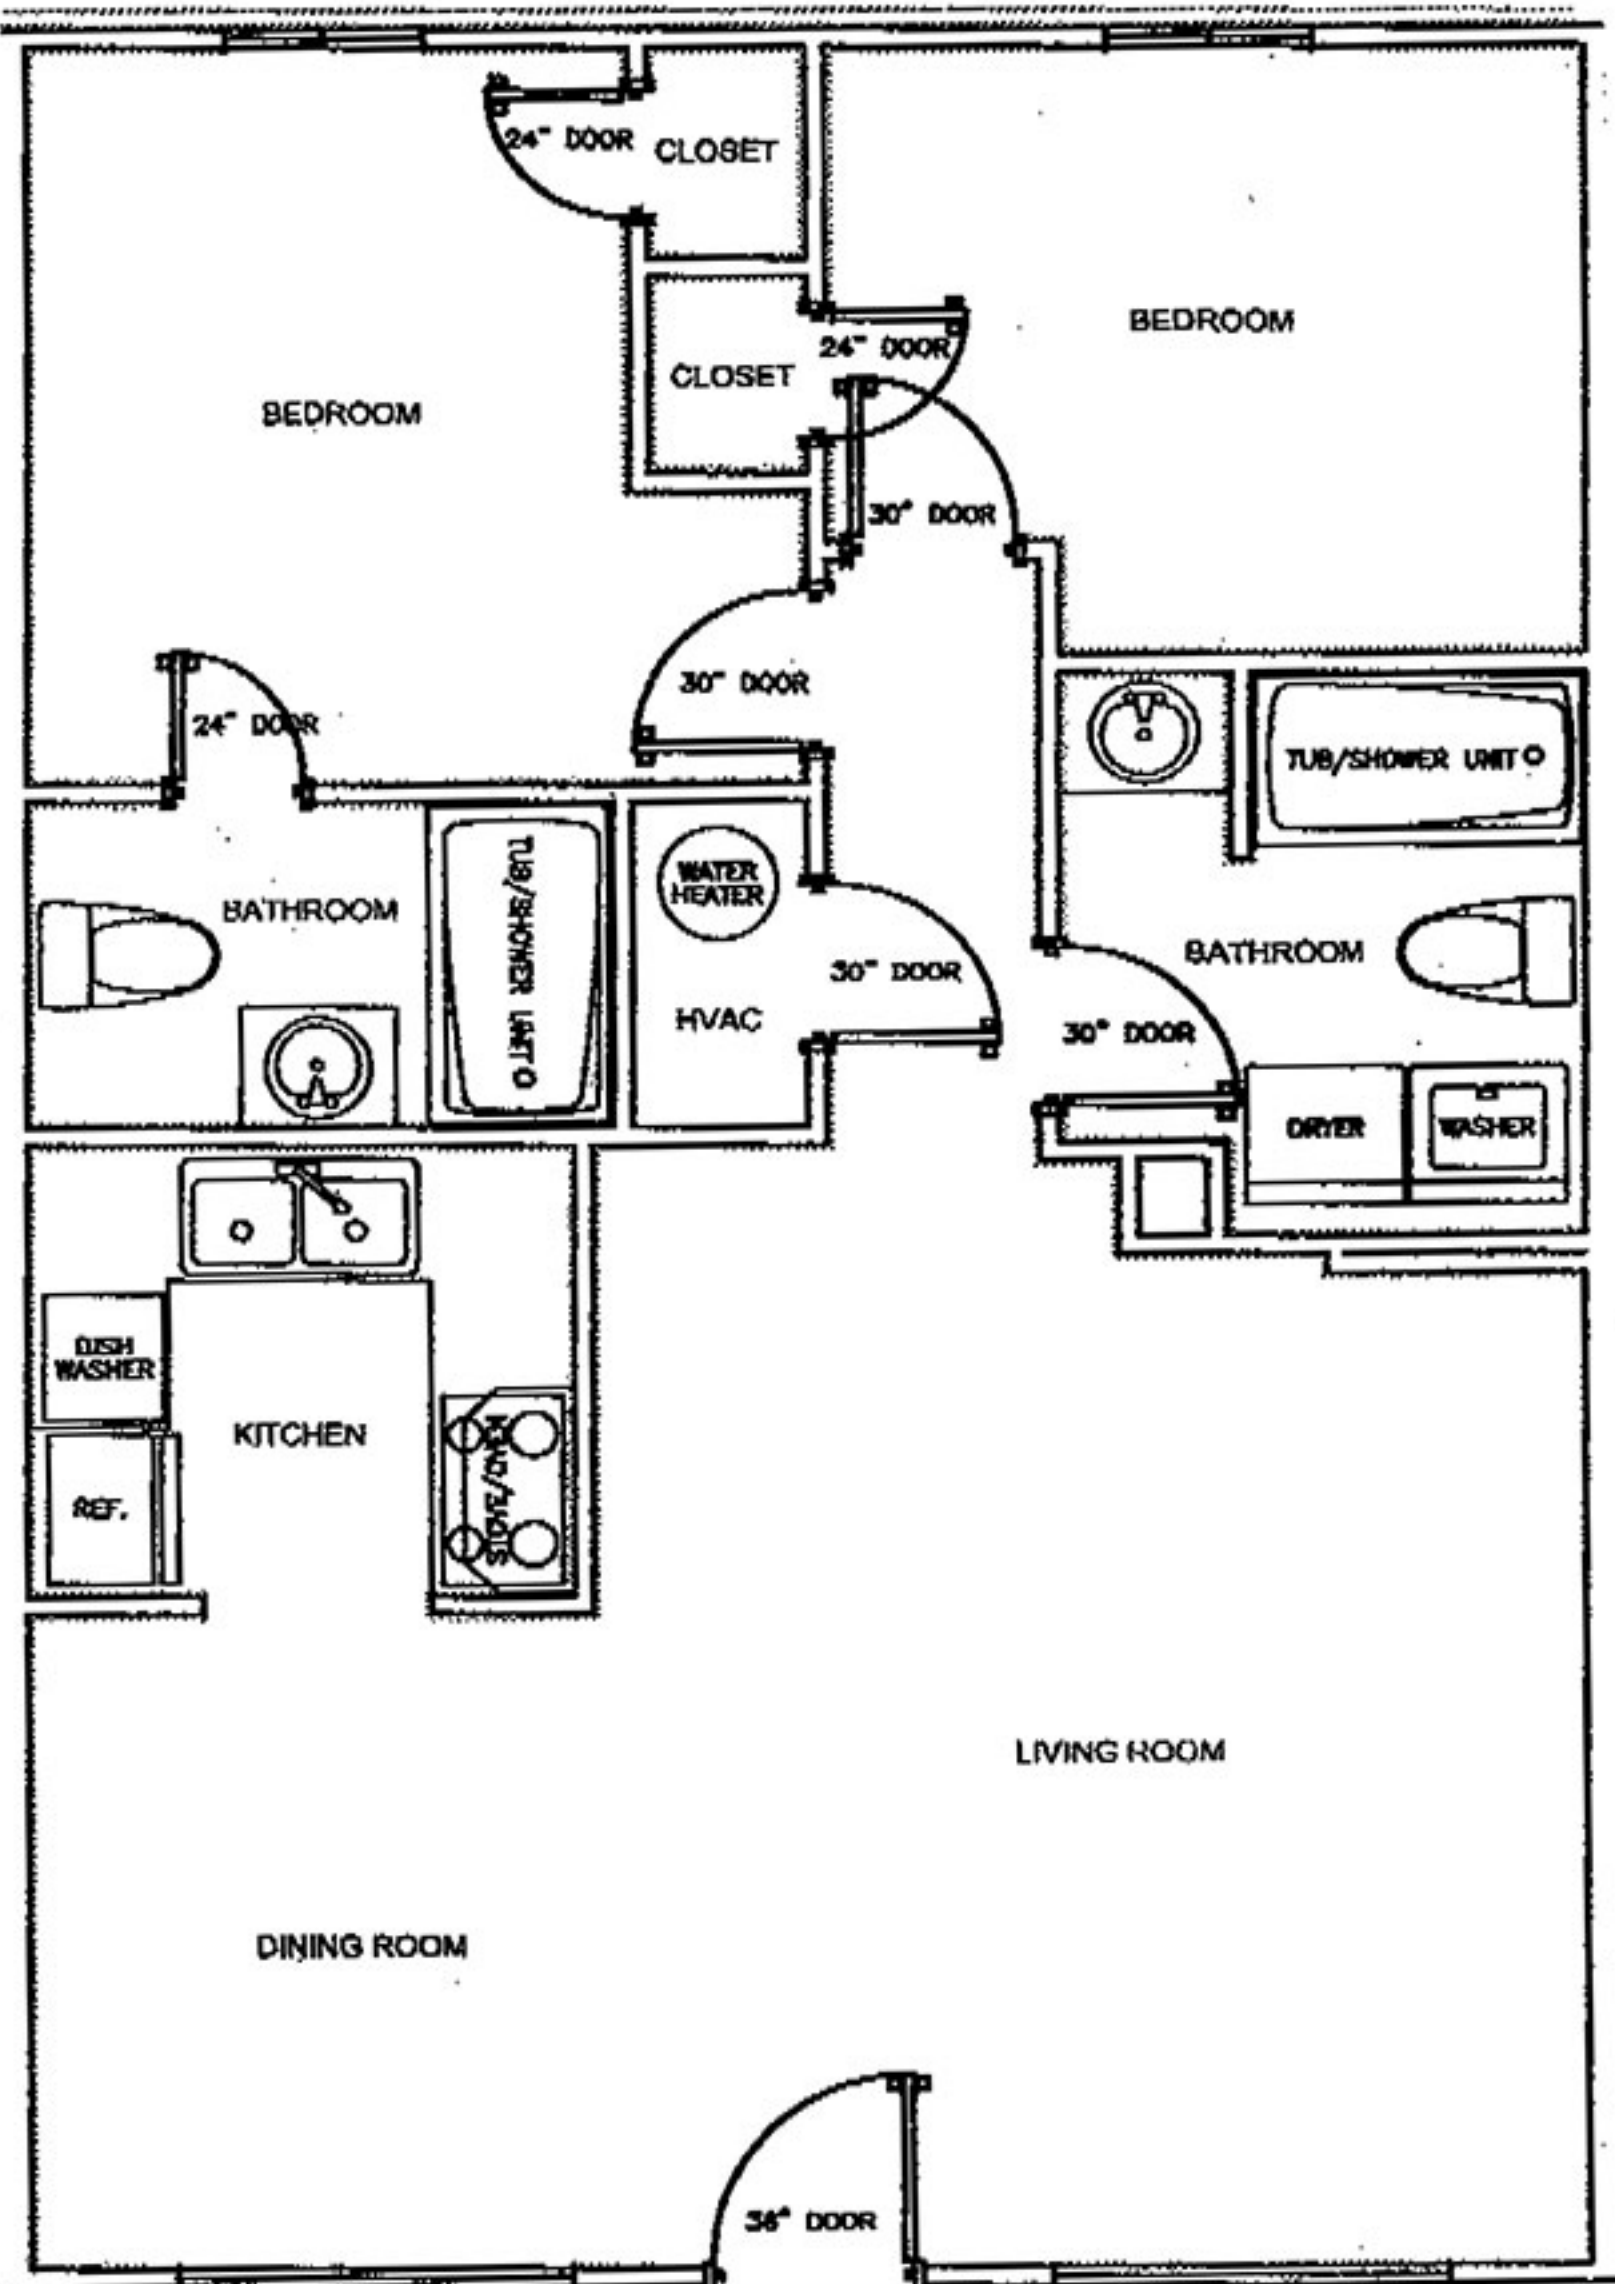 24" DOOR
CLOSET
BEDROOM
24" DOOR
CLOSET
BEDROOM
30" DOOR
30" DOOR
24" DOOR
TUB/SHOWER UNIT
WATER
HEATER
BATHROOM
TUB/SHOWER UNIT
BATHROOM
30" DOOR
HVAC
30" DOOR
DRYER
WASHER
DISH
WASHER
KITCHEN
STOVE/OVEN
REF.
LIVING ROOM
DINING ROOM
36" DOOR